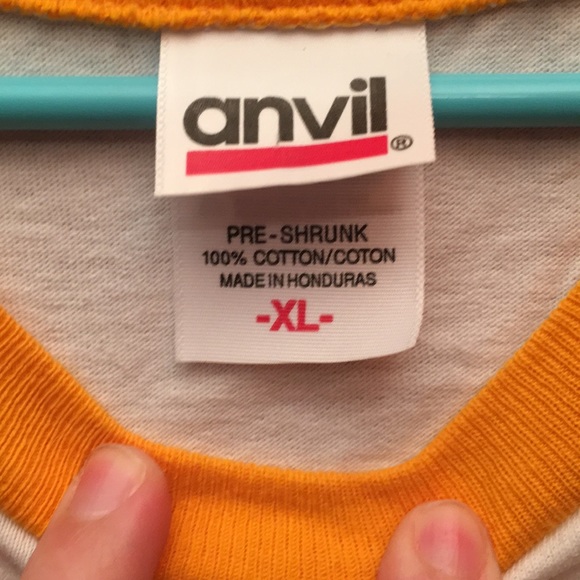 anvil®
PRE-SHRUNK
100% COTTON/COTON
MADE IN HONDURAS
-XL-